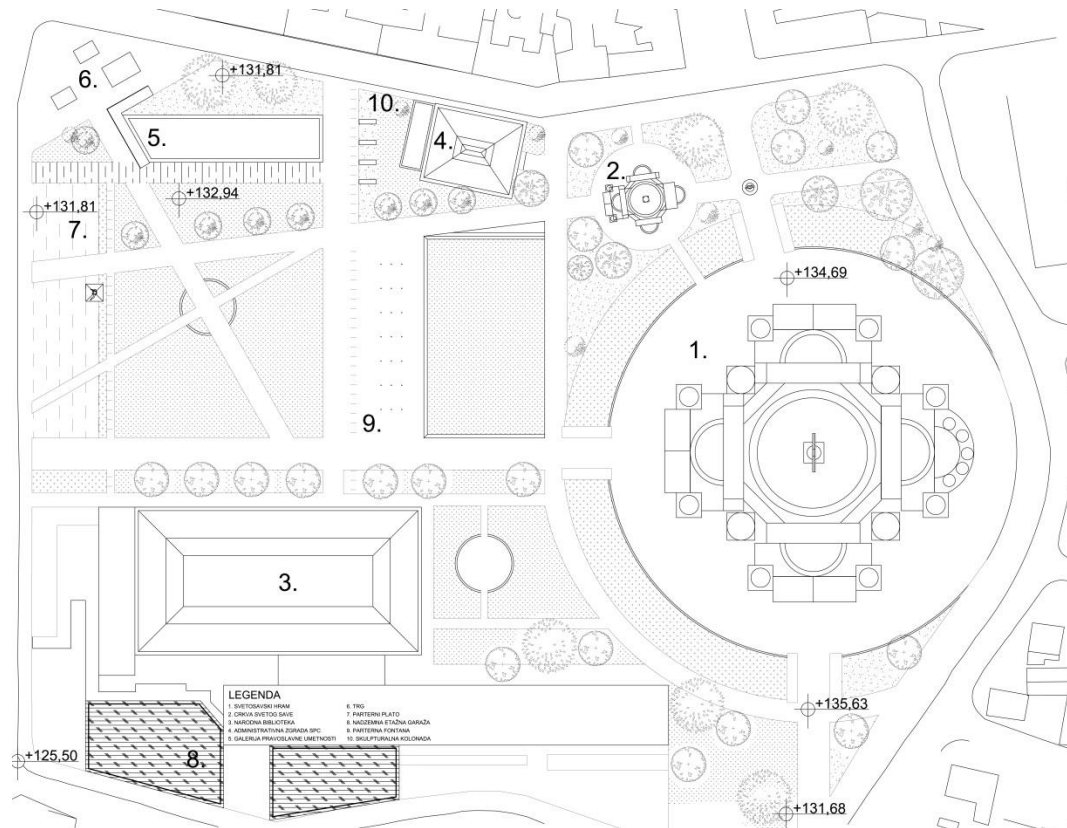 +131,81
6.
10.
5.
4.
2.
+132,94
+131,81
7.
+134,69
1.
9.
3.
LEGENDA
1. SVETOSAVSKI HRAM
2. CRKVA SVETOG SAVE
3. NARODNA BIBLIOTEKA
4. ADMINISTRATIVNA ZGRADA SPC
5. GALERIJA PRAVOSLAVNE UMETNOSTI
6. TRG
7. PARTERNI PLATO
8. NADZEMNA ETAŽNA GARAŽA
9. PARTERNA FONTANA
10. SKULPTURALNA KOLONADA
+135,63
8.
+125,50
+131,68